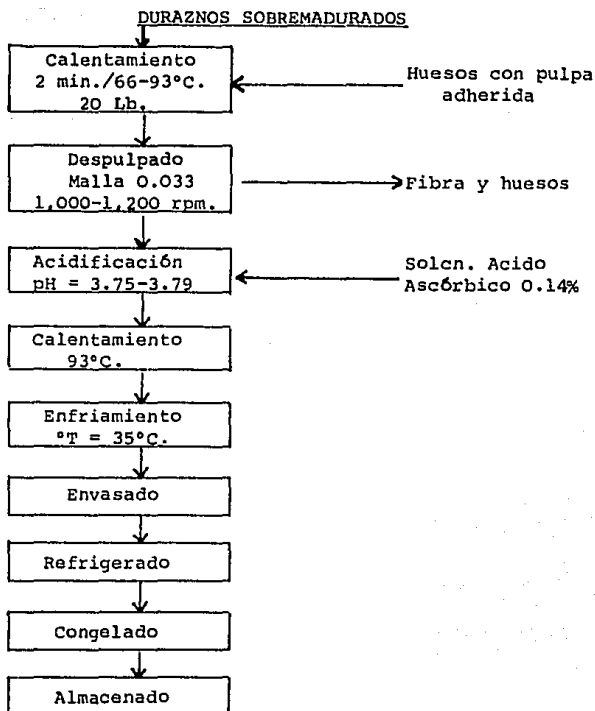 DURAZNOS SOBREMADURADOS
Calentamiento
2 min./66-93°C.
20 Lb.
Huesos con pulpa
adherida
Despulpado
Malla 0.033
1,000-1,200 rpm.
Fibra y huesos
Acidificación
pH = 3.75-3.79
Solcn. Acido
Ascórbico 0.14%
Calentamiento
93°C.
Enfriamiento
°T = 35°C.
Envasado
Refrigerado
Congelado
Almacenado